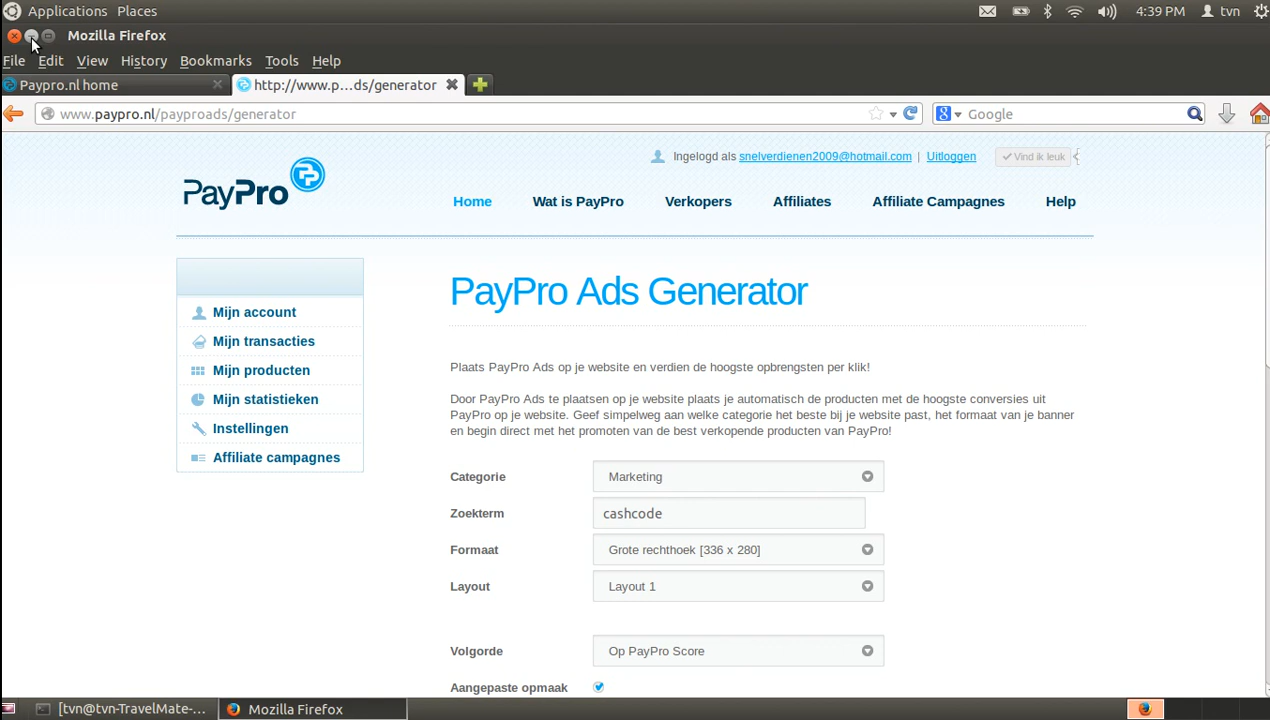 Applications Places
4:39 PM tvn
Mozilla Firefox
File Edit View History Bookmarks Tools Help
Paypro.nl home
http://www.p...ds/generator
www.paypro.nl/payproads/generator
Google
Ingelogd als snelverdienen2009@hotmail.com | Uitloggen
Vind ik leuk
PayPro
Home Wat is PayPro Verkopers Affiliates Affiliate Campagnes Help
Mijn account
Mijn transacties
Mijn producten
Mijn statistieken
Instellingen
Affiliate campagnes
PayPro Ads Generator
Plaats PayPro Ads op je website en verdien de hoogste opbrengsten per klik!
Door PayPro Ads te plaatsen op je website plaats je automatisch de producten met de hoogste conversies uit
PayPro op je website. Geef simpelweg aan welke categorie het beste bij je website past, het formaat van je banner
en begin direct met het promoten van de best verkopende producten van PayPro!
Categorie Marketing
Zoekterm cashcode
Formaat Grote rechthoek [336 x 280]
Layout Layout 1
Volgorde Op PayPro Score
Aangepaste opmaak
[tvn@tvn-TravelMate-...
Mozilla Firefox